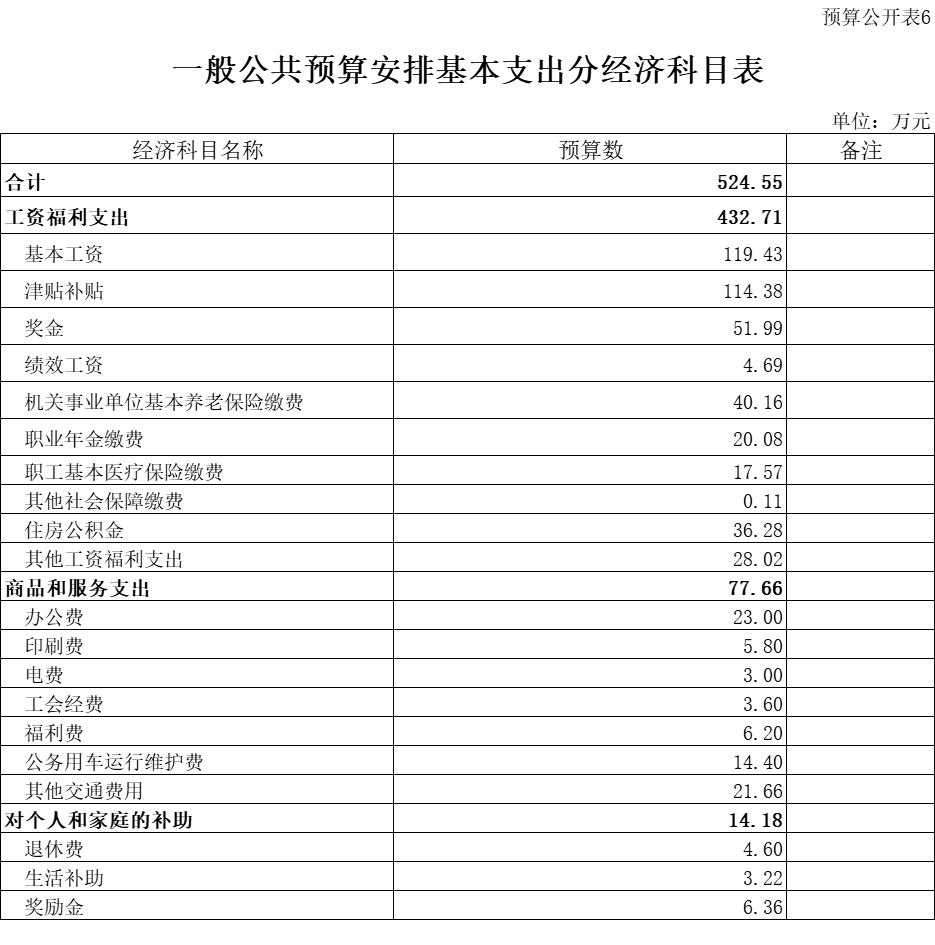 预算公开表6
一般公共预算安排基本支出分经济科目表
单位：万元
经济科目名称 预算数 备注
合计 524.55
工资福利支出 432.71
基本工资 119.43
津贴补贴 114.38
奖金 51.99
绩效工资 4.69
机关事业单位基本养老保险缴费 40.16
职业年金缴费 20.08
职工基本医疗保险缴费 17.57
其他社会保障缴费 0.11
住房公积金 36.28
其他工资福利支出 28.02
商品和服务支出 77.66
办公费 23.00
印刷费 5.80
电费 3.00
工会经费 3.60
福利费 6.20
公务用车运行维护费 14.40
其他交通费用 21.66
对个人和家庭的补助 14.18
退休费 4.60
生活补助 3.22
奖励金 6.36